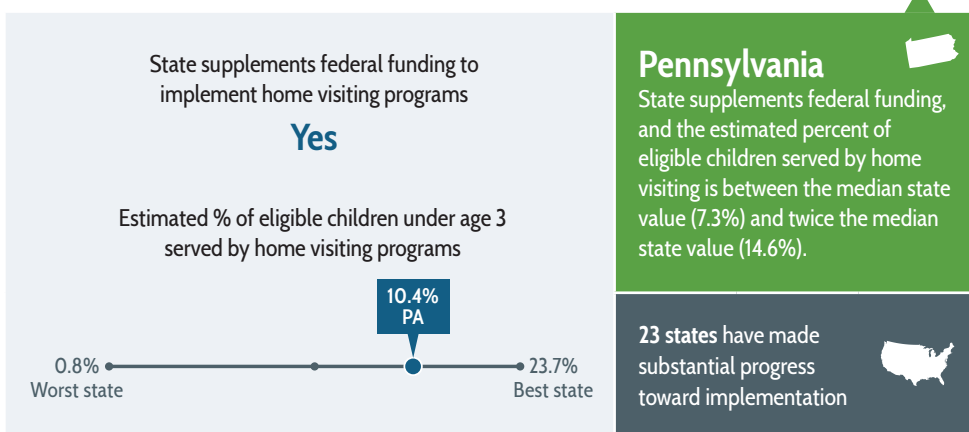 State supplements federal funding to
implement home visiting programs
Yes
Estimated % of eligible children under age 3
served by home visiting programs
10.4%
PA
0.8%
Worst state
23.7%
Best state
Pennsylvania
State supplements federal funding,
and the estimated percent of
eligible children served by home
visiting is between the median state
value (7.3%) and twice the median
state value (14.6%).
23 states have made
substantial progress
toward implementation